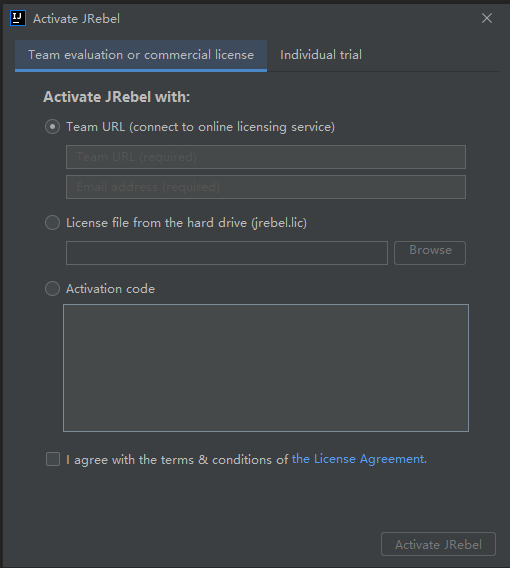 IJ Activate JRebel
Team evaluation or commercial license Individual trial
Activate JRebel with:
Team URL (connect to online licensing service)
Team URL (required)
Email address (required)
License file from the hard drive (jrebel.lic)
Browse
Activation code
I agree with the terms & conditions of the License Agreement.
Activate JRebel